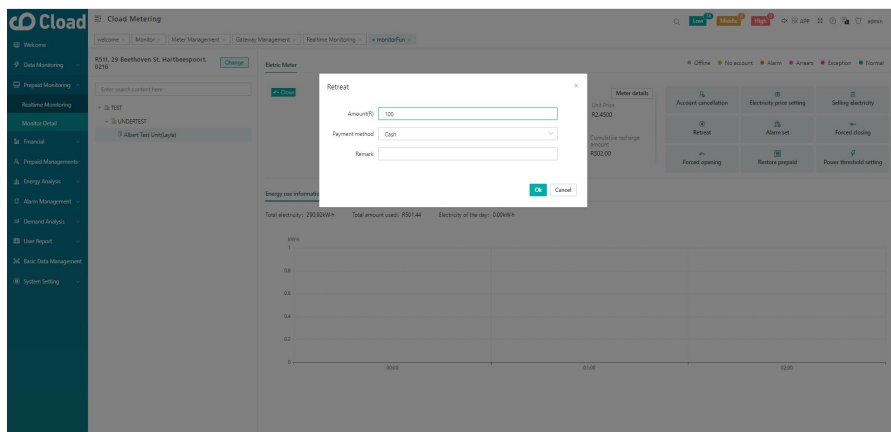 Cload
Cload Metering
Low
Middle
High
APP
admin
welcome
Monitor
Meter Management
Gateway Management
Realtime Monitoring
monitorFun
Welcome
Data Monitoring
Prepaid Monitoring
Realtime Monitoring
Monitor Detail
Financial
Prepaid Managements
Energy Analysis
Alarm Management
Demand Analysis
User Report
Basic Data Management
System Setting
R511, 29 Beethoven St, Hartbeespoort,
0216
Change
Enter search content here
TEST
UNDERTEST
Albert Test Unit(Layla)
Eletric Meter
Offline
No account
Alarm
Arrears
Exception
Normal
Close
Meter details
Unit Price
R2.4500
Cumulative recharge
amount
R502.00
Account cancellation
Electricity price setting
Selling electricity
Retreat
Alarm set
Forced closing
Forced opening
Restore prepaid
Power threshold setting
Retreat
Amount(R)
100
Payment method
Cash
Remark
Ok
Cancel
Energy use informatio
Total electricity: 290.92kW·h
Total amount used: R501.44
Electricity of the day: 0.00kW·h
kW·h
1
0.8
0.6
0.4
0.2
0
00:00
01:00
02:00